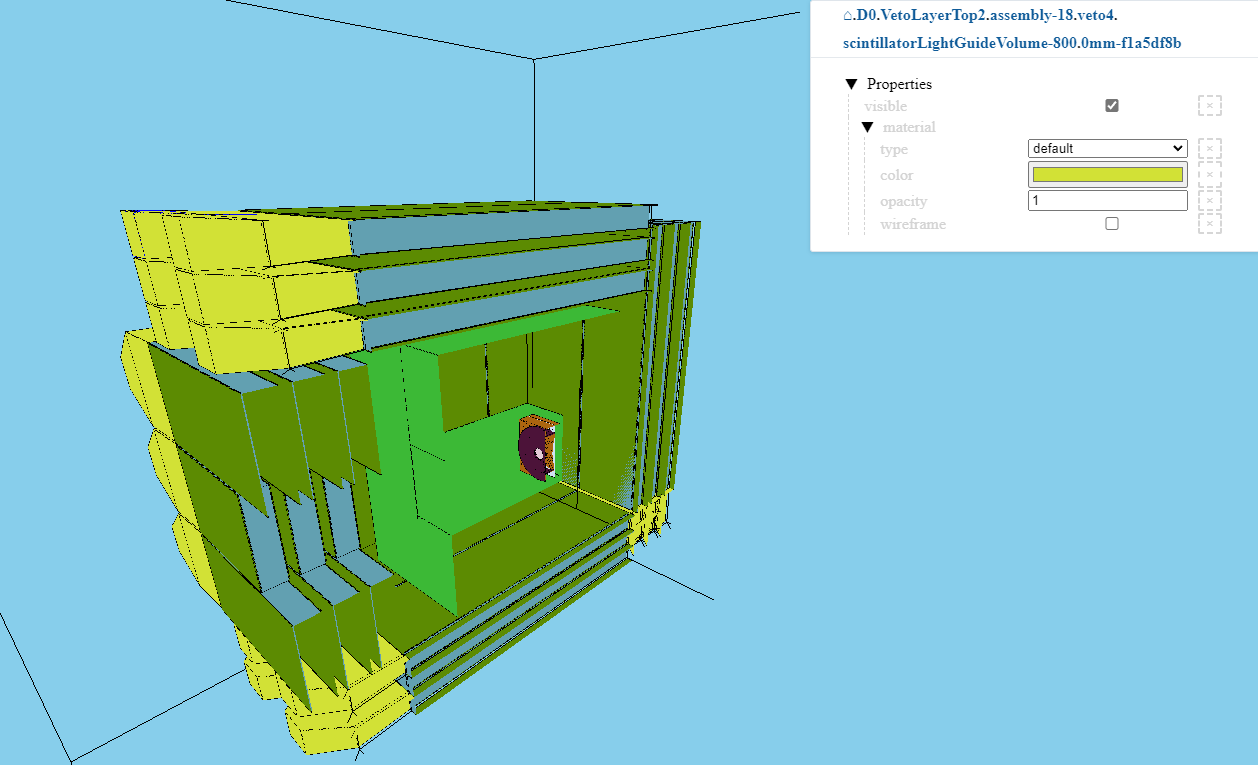 ⌂.D0.VetoLayerTop2.assembly-18.veto4.
scintillatorLightGuideVolume-800.0mm-f1a5df8b
▼ Properties
visible
▼ material
type default
color
opacity 1
wireframe